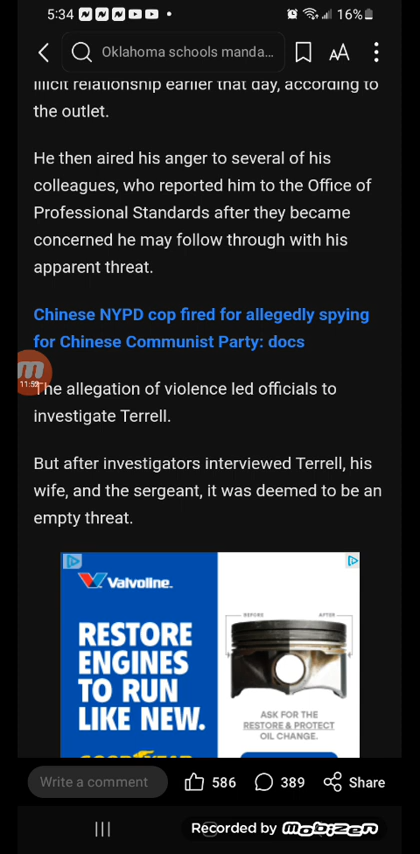 5:34
16%
Oklahoma schools manda...
AA
illicit relationship earlier that day, according to
the outlet.
He then aired his anger to several of his
colleagues, who reported him to the Office of
Professional Standards after they became
concerned he may follow through with his
apparent threat.
Chinese NYPD cop fired for allegedly spying
for Chinese Communist Party: docs
11:59
The allegation of violence led officials to
investigate Terrell.
But after investigators interviewed Terrell, his
wife, and the sergeant, it was deemed to be an
empty threat.
Valvoline.
RESTORE
ENGINES
TO RUN
LIKE NEW.
BEFORE
AFTER
ASK FOR THE
RESTORE & PROTECT
OIL CHANGE.
GOODYEAR
Write a comment
586
389
Share
Recorded by mobizen